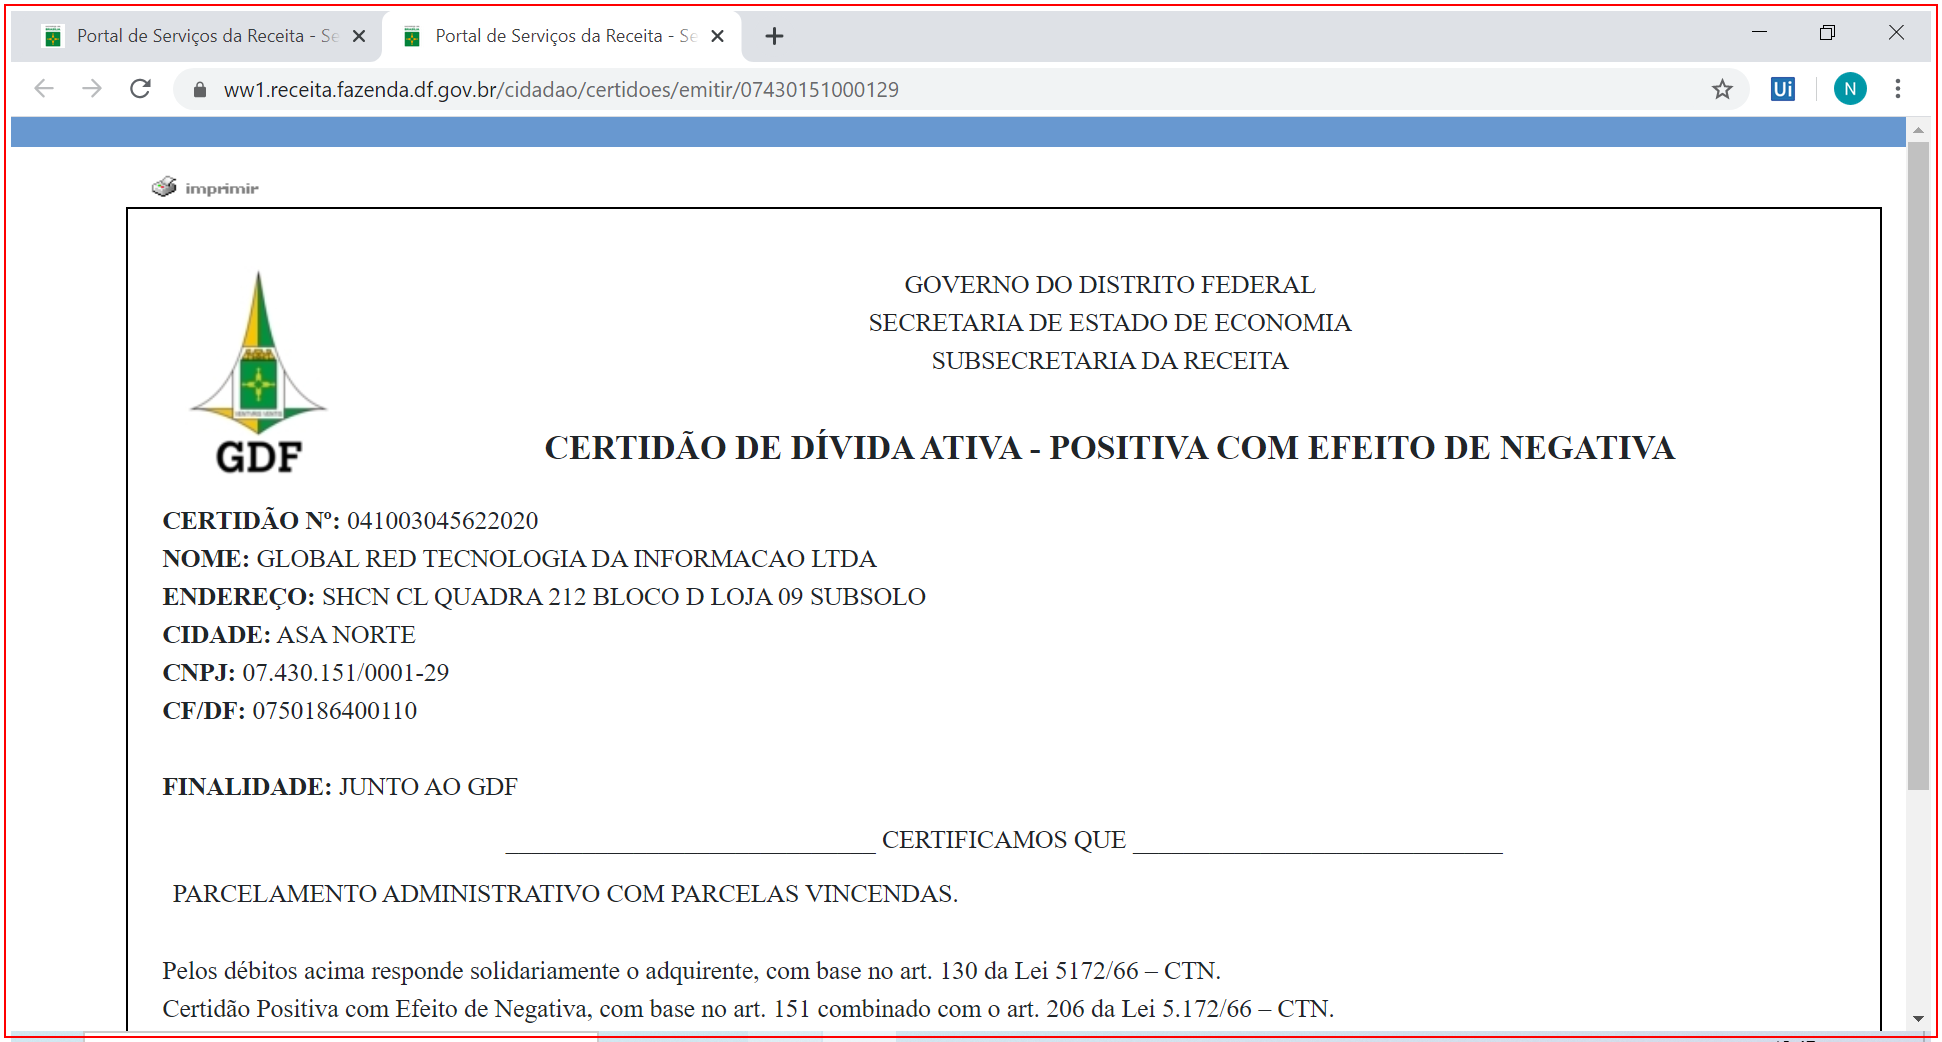 Portal de Serviços da Receita - Se
Portal de Serviços da Receita - Se
ww1.receita.fazenda.df.gov.br/cidadao/certidoes/emitir/07430151000129
Ui
N
imprimir
GDF
GOVERNO DO DISTRITO FEDERAL
SECRETARIA DE ESTADO DE ECONOMIA
SUBSECRETARIA DA RECEITA
CERTIDÃO DE DÍVIDA ATIVA - POSITIVA COM EFEITO DE NEGATIVA
CERTIDÃO Nº: 041003045622020
NOME: GLOBAL RED TECNOLOGIA DA INFORMACAO LTDA
ENDEREÇO: SHCN CL QUADRA 212 BLOCO D LOJA 09 SUBSOLO
CIDADE: ASA NORTE
CNPJ: 07.430.151/0001-29
CF/DF: 0750186400110
FINALIDADE: JUNTO AO GDF
_____________________________ CERTIFICAMOS QUE _____________________________
PARCELAMENTO ADMINISTRATIVO COM PARCELAS VINCENDAS.
Pelos débitos acima responde solidariamente o adquirente, com base no art. 130 da Lei 5172/66 – CTN.
Certidão Positiva com Efeito de Negativa, com base no art. 151 combinado com o art. 206 da Lei 5.172/66 – CTN.